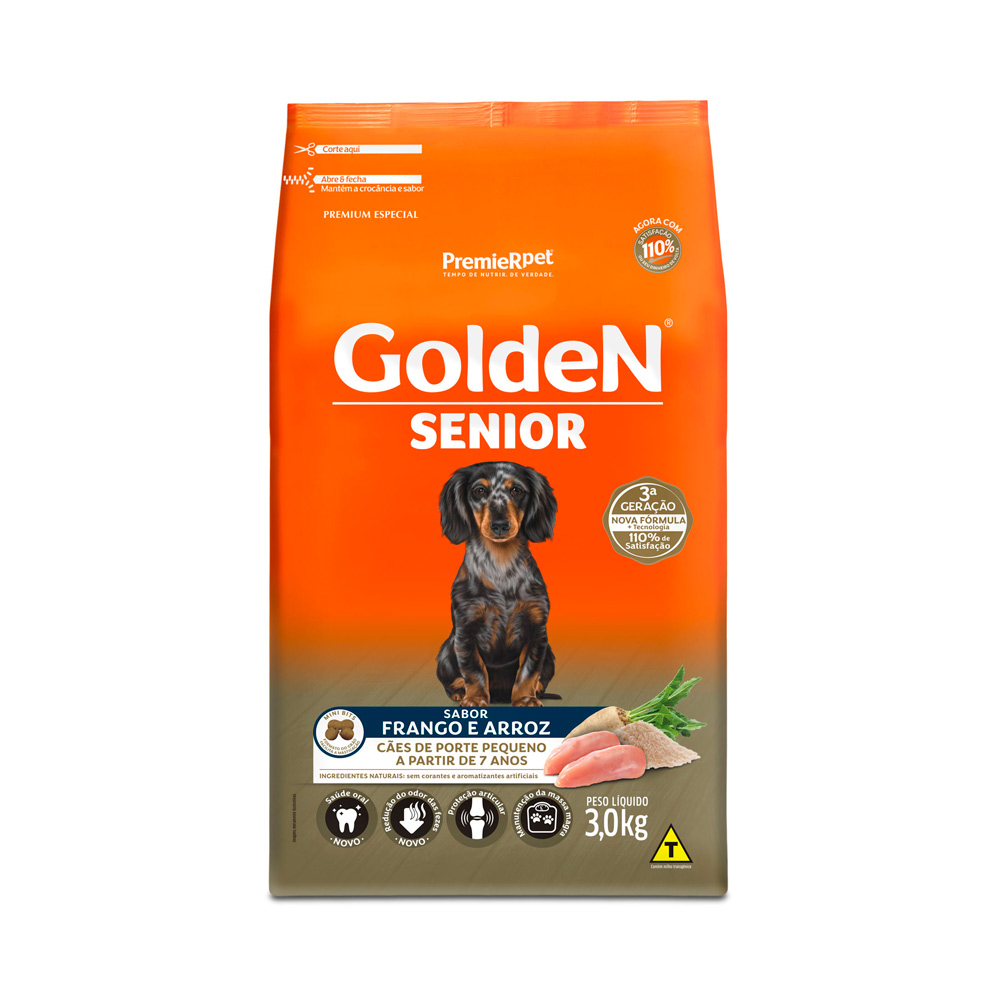 Corte aqui
Abre & fecha
Mantém a crocância e sabor
PREMIUM ESPECIAL
AGORA COM
SATISFAÇÃO
110%
PremieRpet®
TEMPO DE NUTRIR. DE VERDADE.
GoldeN®
SENIOR
3ª
GERAÇÃO
NOVA FÓRMULA
+ Tecnologia
110% de
Satisfação
MINI BITS
SABOR
FRANGO E ARROZ
CÃES DE PORTE PEQUENO
A PARTIR DE 7 ANOS
INGREDIENTES NATURAIS: sem corantes e aromatizantes artificiais
Saúde oral
•NOVO•
Redução do odor das fezes
•NOVO•
Proteção articular
Manutenção da massa magra
PESO LÍQUIDO
3,0kg
T